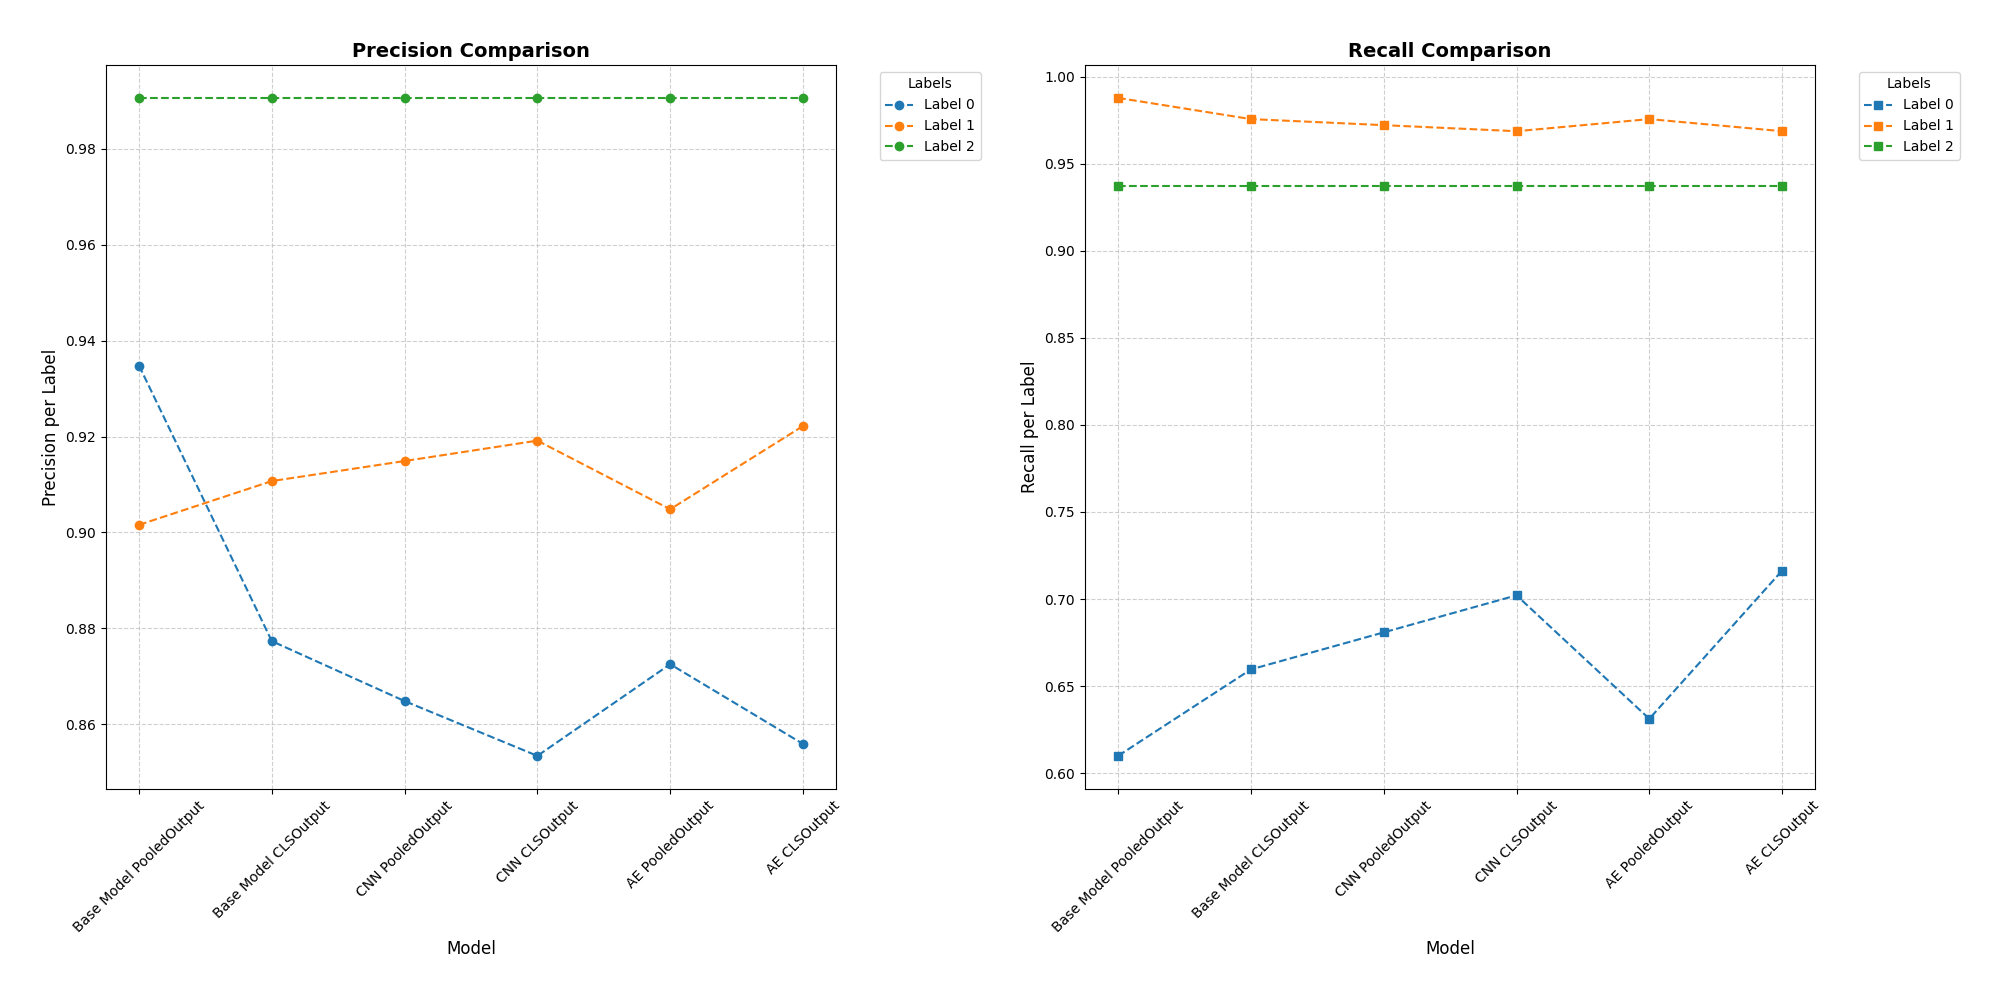 Precision Comparison
Precision per Label
0.98
0.96
0.94
0.92
0.90
0.88
0.86
Base Model PooledOutput
Base Model CLSOutput
CNN PooledOutput
CNN CLSOutput
AE PooledOutput
AE CLSOutput
Model
Labels
Label 0
Label 1
Label 2
Recall Comparison
Recall per Label
1.00
0.95
0.90
0.85
0.80
0.75
0.70
0.65
0.60
Base Model PooledOutput
Base Model CLSOutput
CNN PooledOutput
CNN CLSOutput
AE PooledOutput
AE CLSOutput
Model
Labels
Label 0
Label 1
Label 2